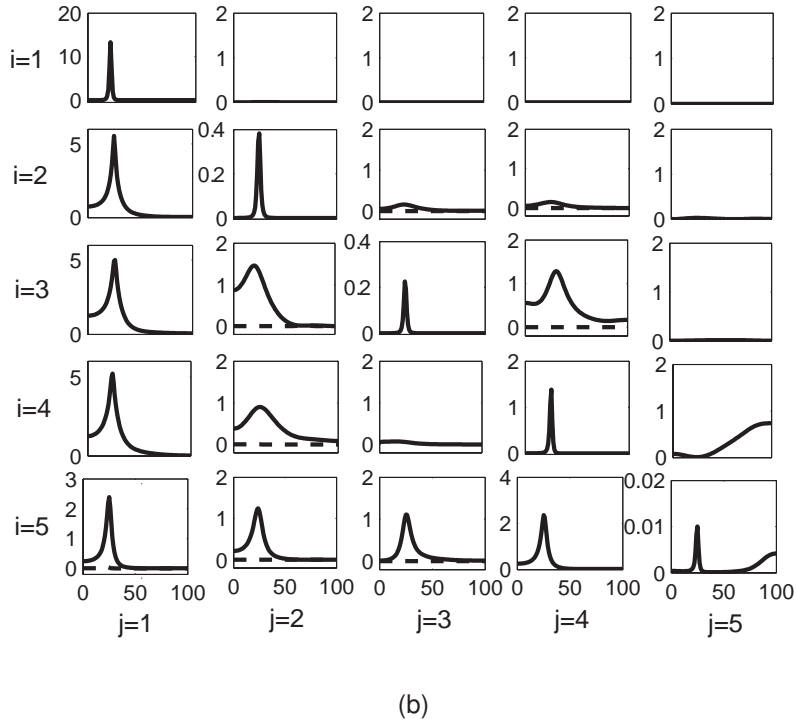 20 2 2 2 2
i=1 10 1 1 1 1
0 0 0 0 0
5 0.4 2 2 2
i=2 0.2 1 1 1
0 0 0 0 0
5 2 0.4 2 2
i=3 1 0.2 1 1
0 0 0 0 0
5 2 2 2 2
i=4 1 1 1 1
0 0 0 0 0
3 2 2 4 0.02
i=5 2 1 1 2 0.01
1
0 0 0 0 0
0 50 100 0 50 100 0 50 100 0 50 100 0 50 100
j=1 j=2 j=3 j=4 j=5
(b)